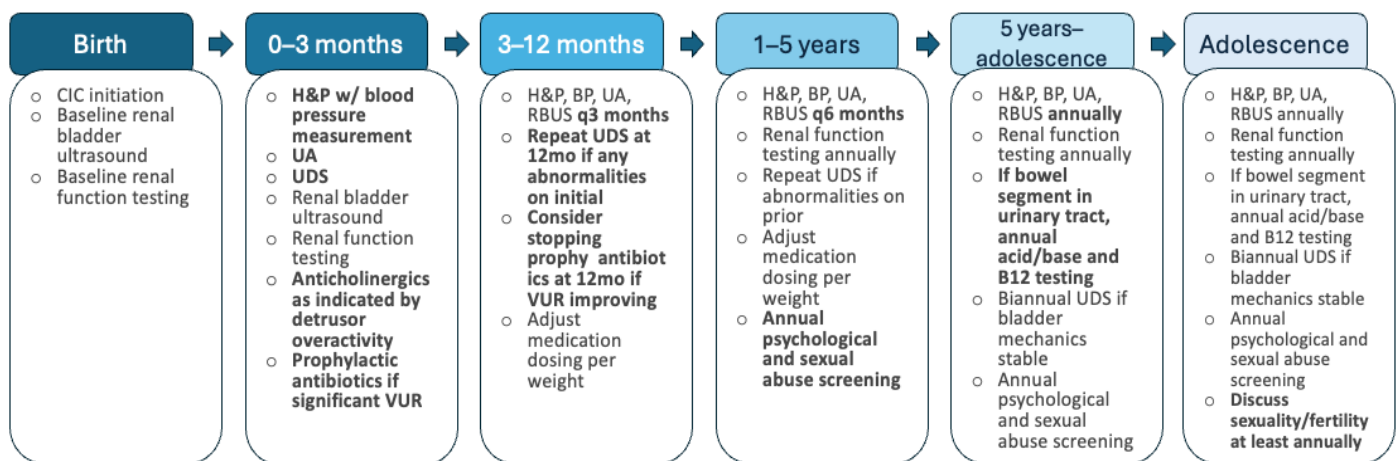 Birth
○ CIC initiation
○ Baseline renal
bladder
ultrasound
○ Baseline renal
function testing
0–3 months
○ H&P w/ blood
pressure
measurement
○ UA
○ UDS
○ Renal bladder
ultrasound
○ Renal function
testing
○ Anticholinergics
as indicated by
detrusor
overactivity
○ Prophylactic
antibiotics if
significant VUR
3–12 months
○ H&P, BP, UA,
RBUS q3 months
○ Repeat UDS at
12mo if any
abnormalities
on initial
○ Consider
stopping
prophy antibiot
ics at 12mo if
VUR improving
○ Adjust
medication
dosing per
weight
1–5 years
○ H&P, BP, UA,
RBUS q6 months
○ Renal function
testing annually
○ Repeat UDS if
abnormalities on
prior
○ Adjust
medication
dosing per
weight
○ Annual
psychological
and sexual
abuse screening
5 years–
adolescence
○ H&P, BP, UA,
RBUS annually
○ Renal function
testing annually
○ If bowel
segment in
urinary tract,
annual
acid/base and
B12 testing
○ Biannual UDS if
bladder
mechanics
stable
○ Annual
psychological
and sexual
abuse screening
Adolescence
○ H&P, BP, UA,
RBUS annually
○ Renal function
testing annually
○ If bowel segment
in urinary tract,
annual acid/base
and B12 testing
○ Biannual UDS if
bladder
mechanics stable
○ Annual
psychological and
sexual abuse
screening
○ Discuss
sexuality/fertility
at least annually